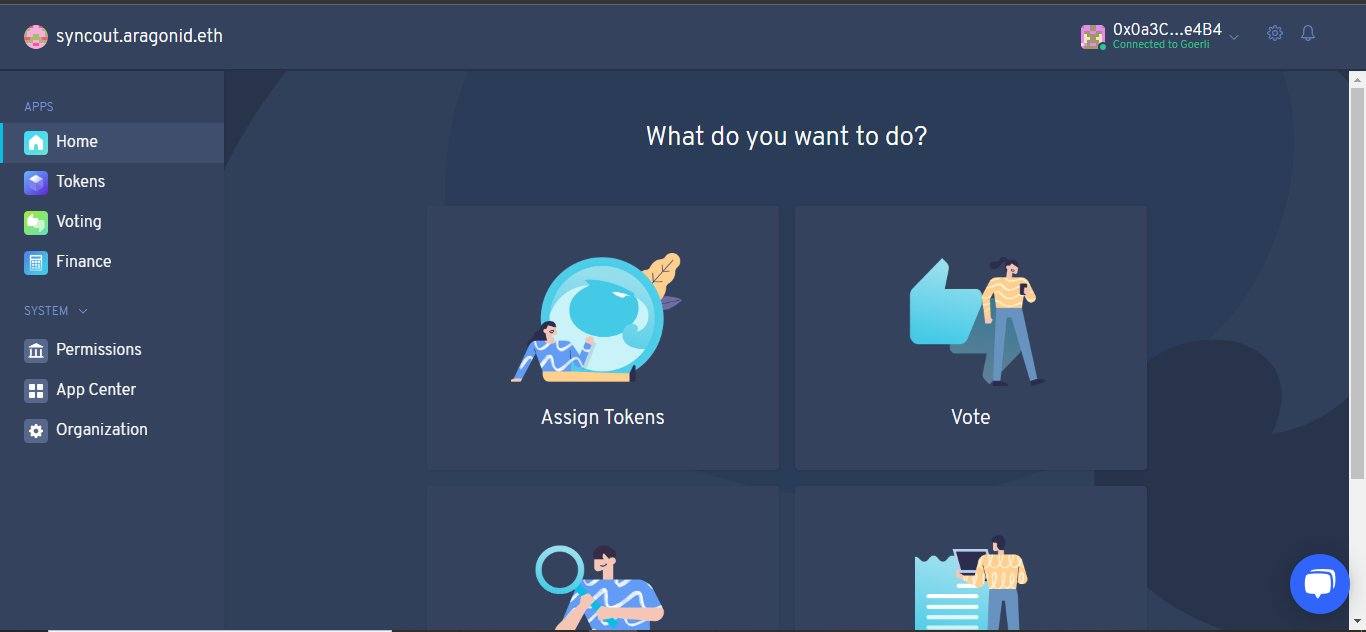 syncout.aragonid.eth
0x0a3C...e4B4
Connected to Goerli
APPS
Home
Tokens
Voting
Finance
SYSTEM
Permissions
App Center
Organization
What do you want to do?
Assign Tokens
Vote